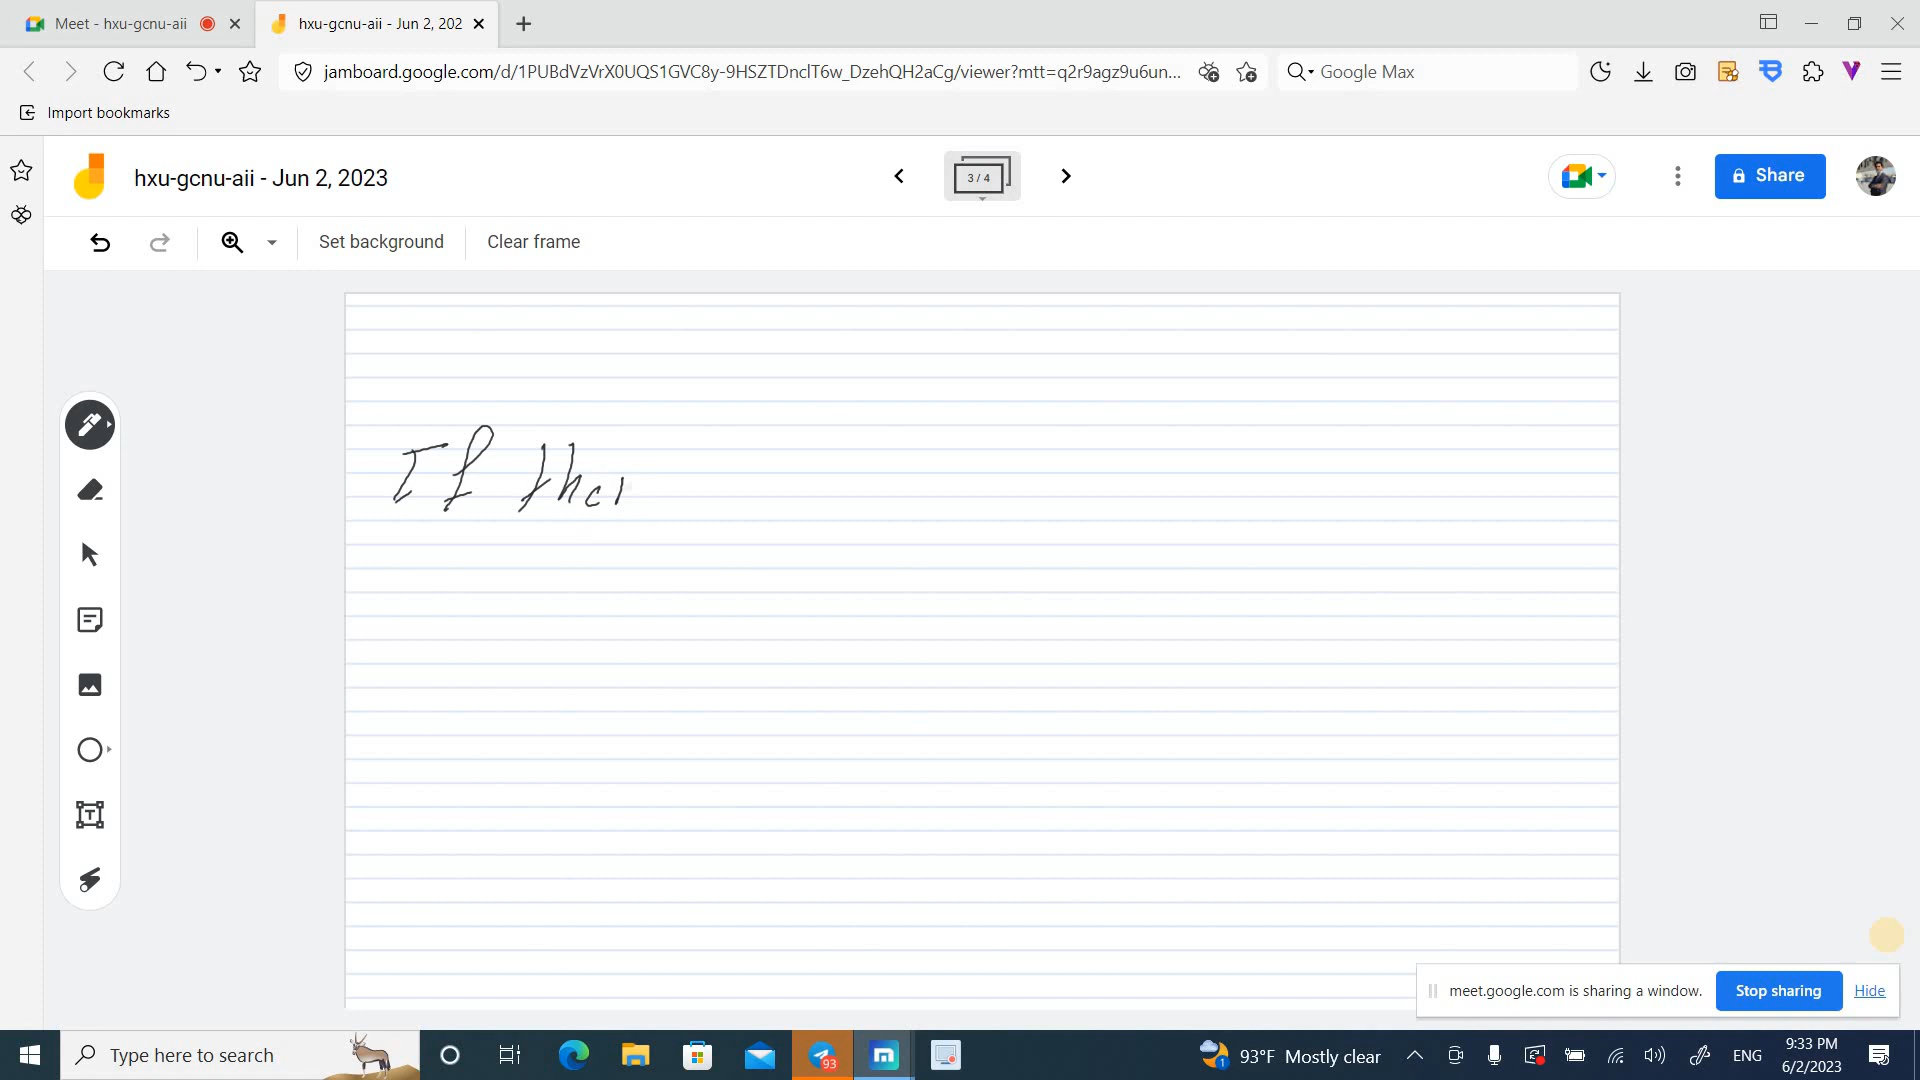 Meet - hxu-gcnu-aii
hxu-gcnu-aii - Jun 2, 202
jamboard.google.com/d/1PUBdVzVrX0UQS1GVC8y-9HSZTDnclT6w_DzehQH2aCg/viewer?mtt=q2r9agz9u6un...
Google Max
Import bookmarks
hxu-gcnu-aii - Jun 2, 2023
3 / 4
Share
Set background
Clear frame
If
meet.google.com is sharing a window.
Stop sharing
Hide
Type here to search
93
1
93°F Mostly clear
ENG
9:33 PM
6/2/2023